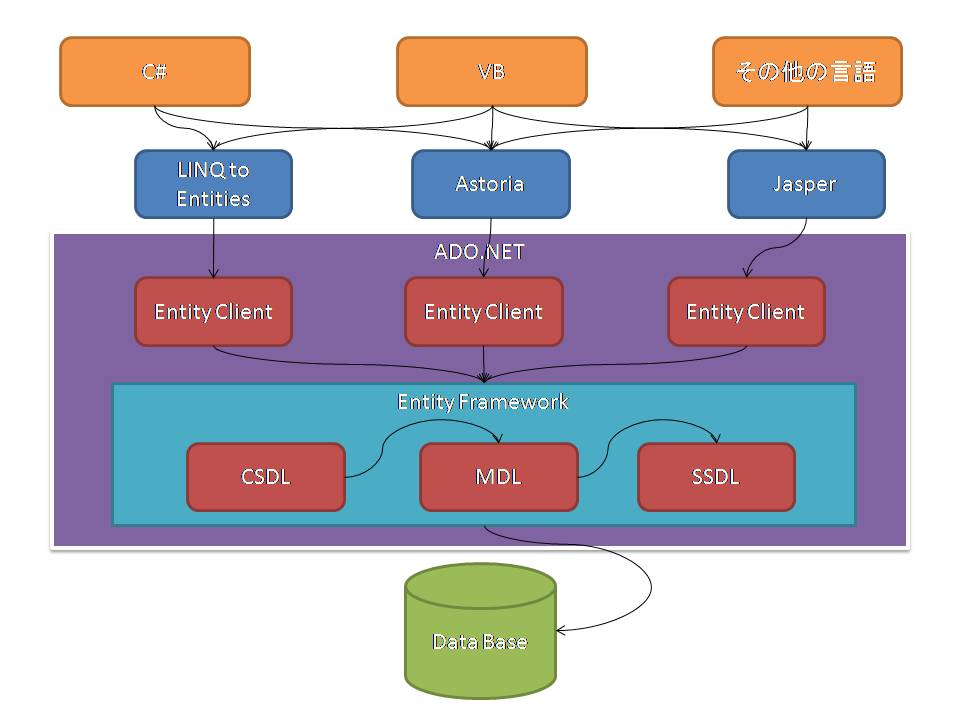 C#
VB
その他の言語
LINQ to
Entities
Astoria
Jasper
ADO.NET
Entity Client
Entity Client
Entity Client
Entity Framework
CSDL
MDL
SSDL
Data Base